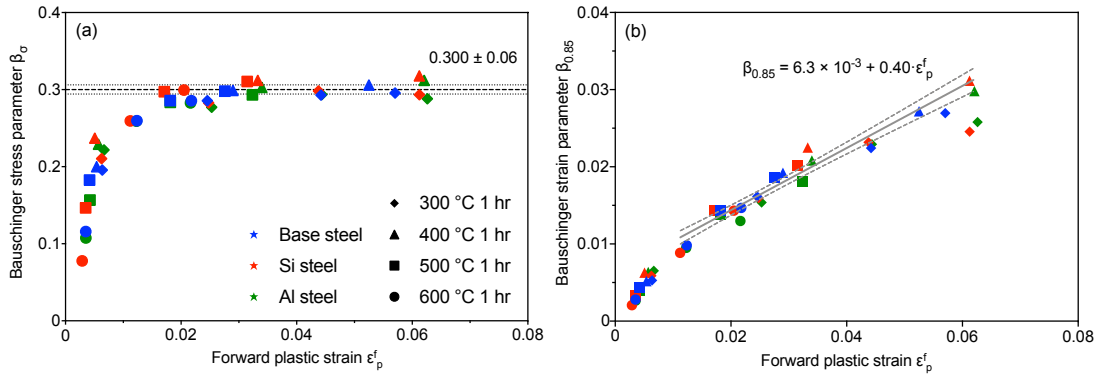 (a)
0.300 ± 0.06
Bauschinger stress parameter βσ
0.4
0.3
0.2
0.1
0.0
0
0.02
0.04
0.06
0.08
Forward plastic strain εᶠₚ
Base steel
Si steel
Al steel
300 °C 1 hr
400 °C 1 hr
500 °C 1 hr
600 °C 1 hr
(b)
β0.85 = 6.3 × 10⁻³ + 0.40·εᶠₚ
Bauschinger strain parameter β0.85
0.04
0.03
0.02
0.01
0.00
0
0.02
0.04
0.06
0.08
Forward plastic strain εᶠₚ